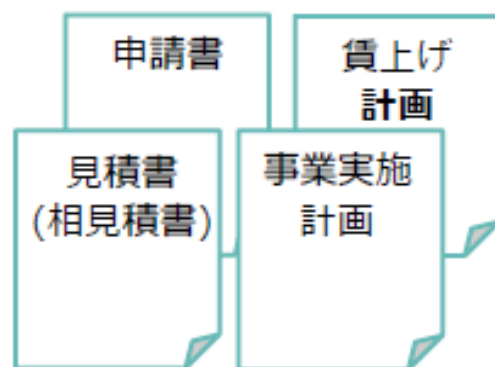 申請書
賃上げ
計画
見積書
(相見積書)
事業実施
計画